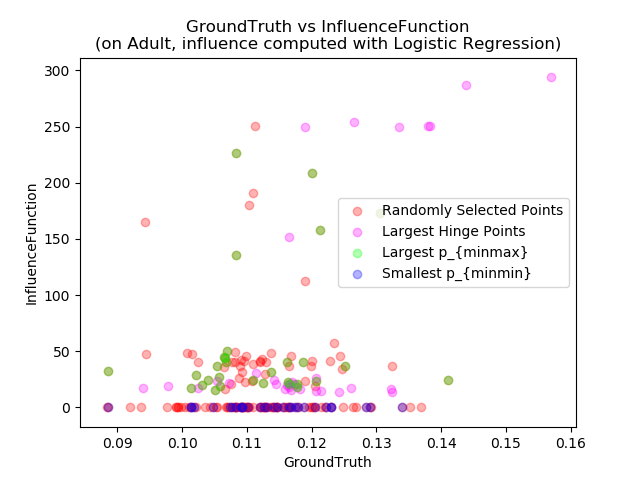 GroundTruth vs InfluenceFunction
(on Adult, influence computed with Logistic Regression)
300
250
200
150
100
50
0
InfluenceFunction
Randomly Selected Points
Largest Hinge Points
Largest p_{minmax}
Smallest p_{minmin}
0.09 0.10 0.11 0.12 0.13 0.14 0.15 0.16
GroundTruth